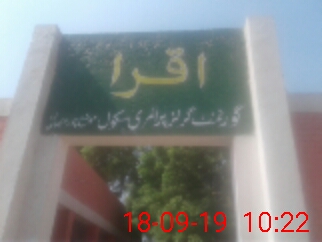 اقرا
گورنمنٹ گرلز پرائمری سکول
18-09-19 10:22